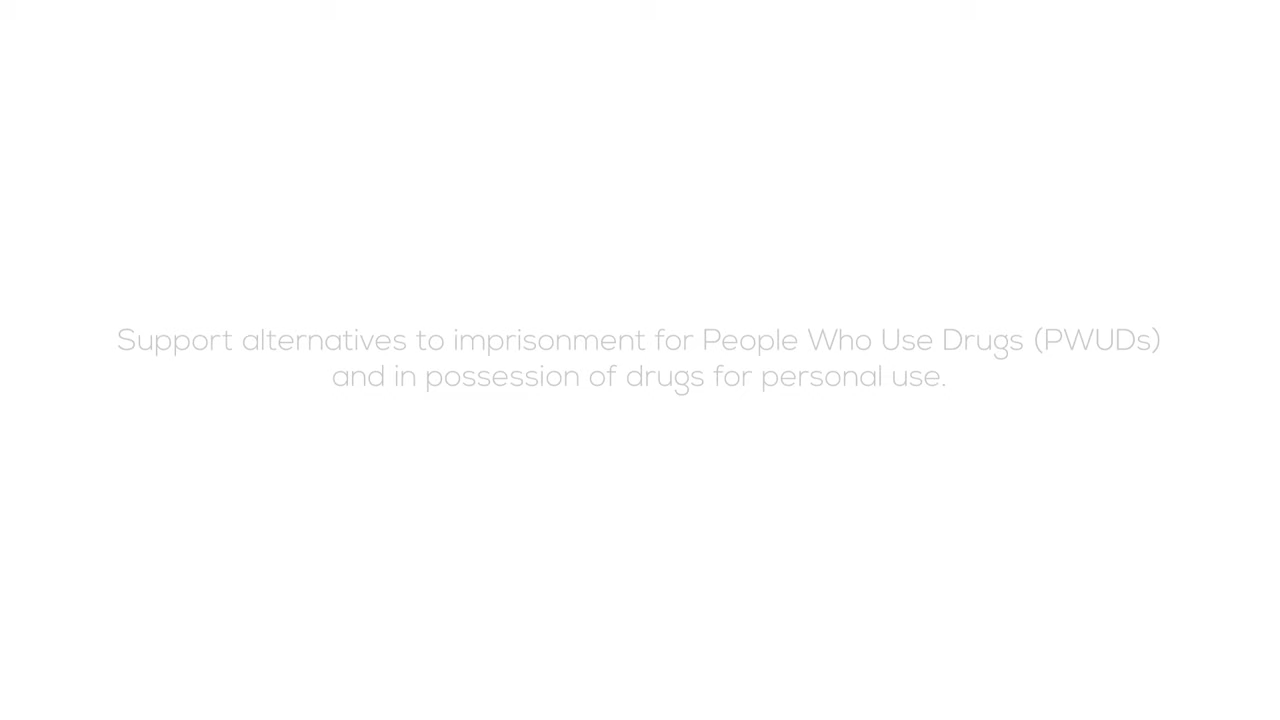 Support alternatives to imprisonment for People Who Use Drugs (PWUDs)
and in possession of drugs for personal use.